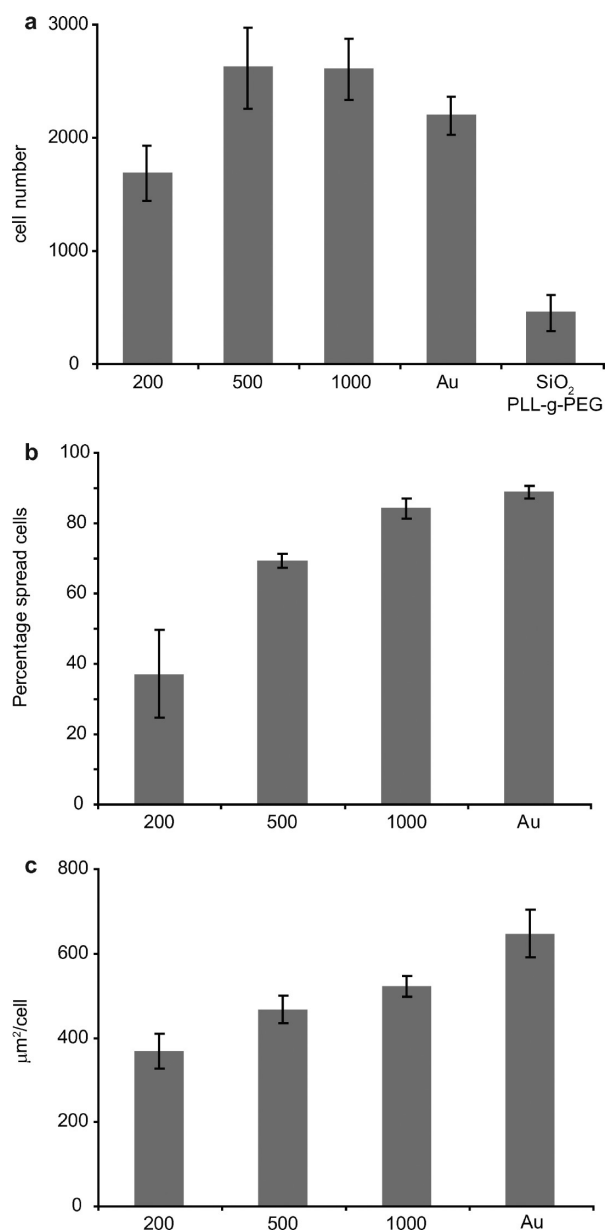 a
3000
2000
1000
0
cell number
200 500 1000 Au SiO₂
PLL-g-PEG
b
100
80
60
40
20
0
Percentage spread cells
200 500 1000 Au
c
800
600
400
200
0
μm²/cell
200 500 1000 Au